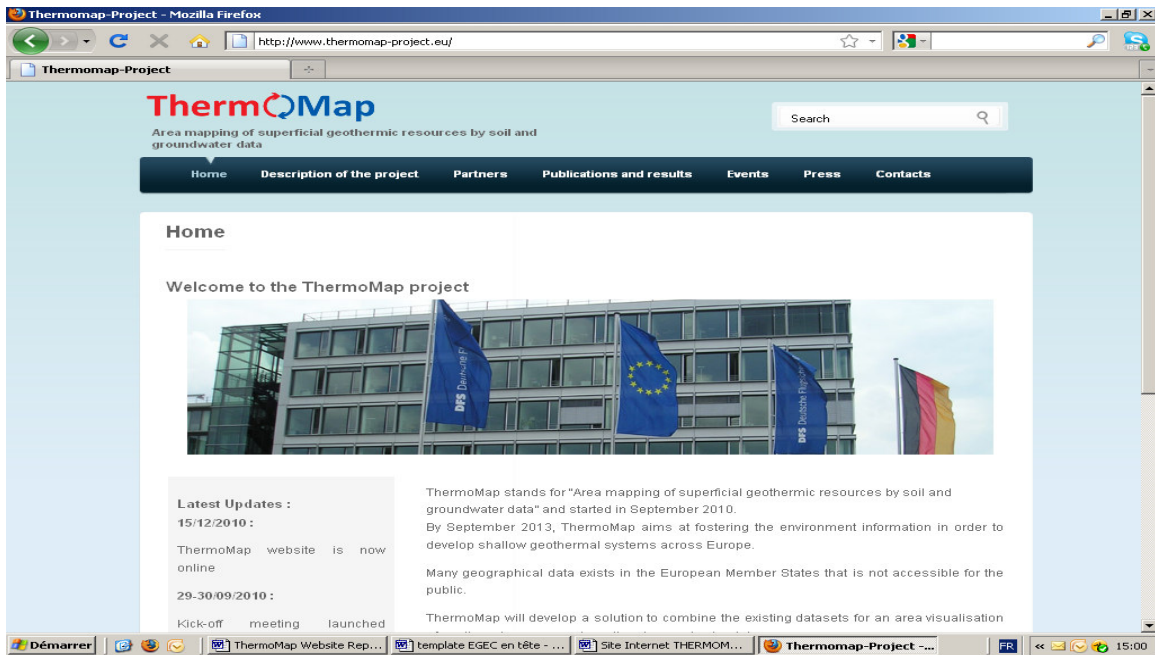 Thermomap-Project - Mozilla Firefox
http://www.thermomap-project.eu/
Thermomap-Project
ThermMap
Area mapping of superficial geothermic resources by soil and
groundwater data
Search
Home Description of the project Partners Publications and results Events Press Contacts
Home
Welcome to the ThermoMap project
DFS Deutsche
DFS Deutsche
Latest Updates :
15/12/2010 :
ThermoMap website is now
online
29-30/09/2010 :
Kick-off meeting launched
ThermoMap stands for "Area mapping of superficial geothermic resources by soil and
groundwater data" and started in September 2010.
By September 2013, ThermoMap aims at fostering the environment information in order to
develop shallow geothermal systems across Europe.
Many geographical data exists in the European Member States that is not accessible for the
public.
ThermoMap will develop a solution to combine the existing datasets for an area visualisation
Démarrer ThermoMap Website Rep... template EGEC en tête - ... Site Internet THERMOM... Thermomap-Project -... FR « 15:00